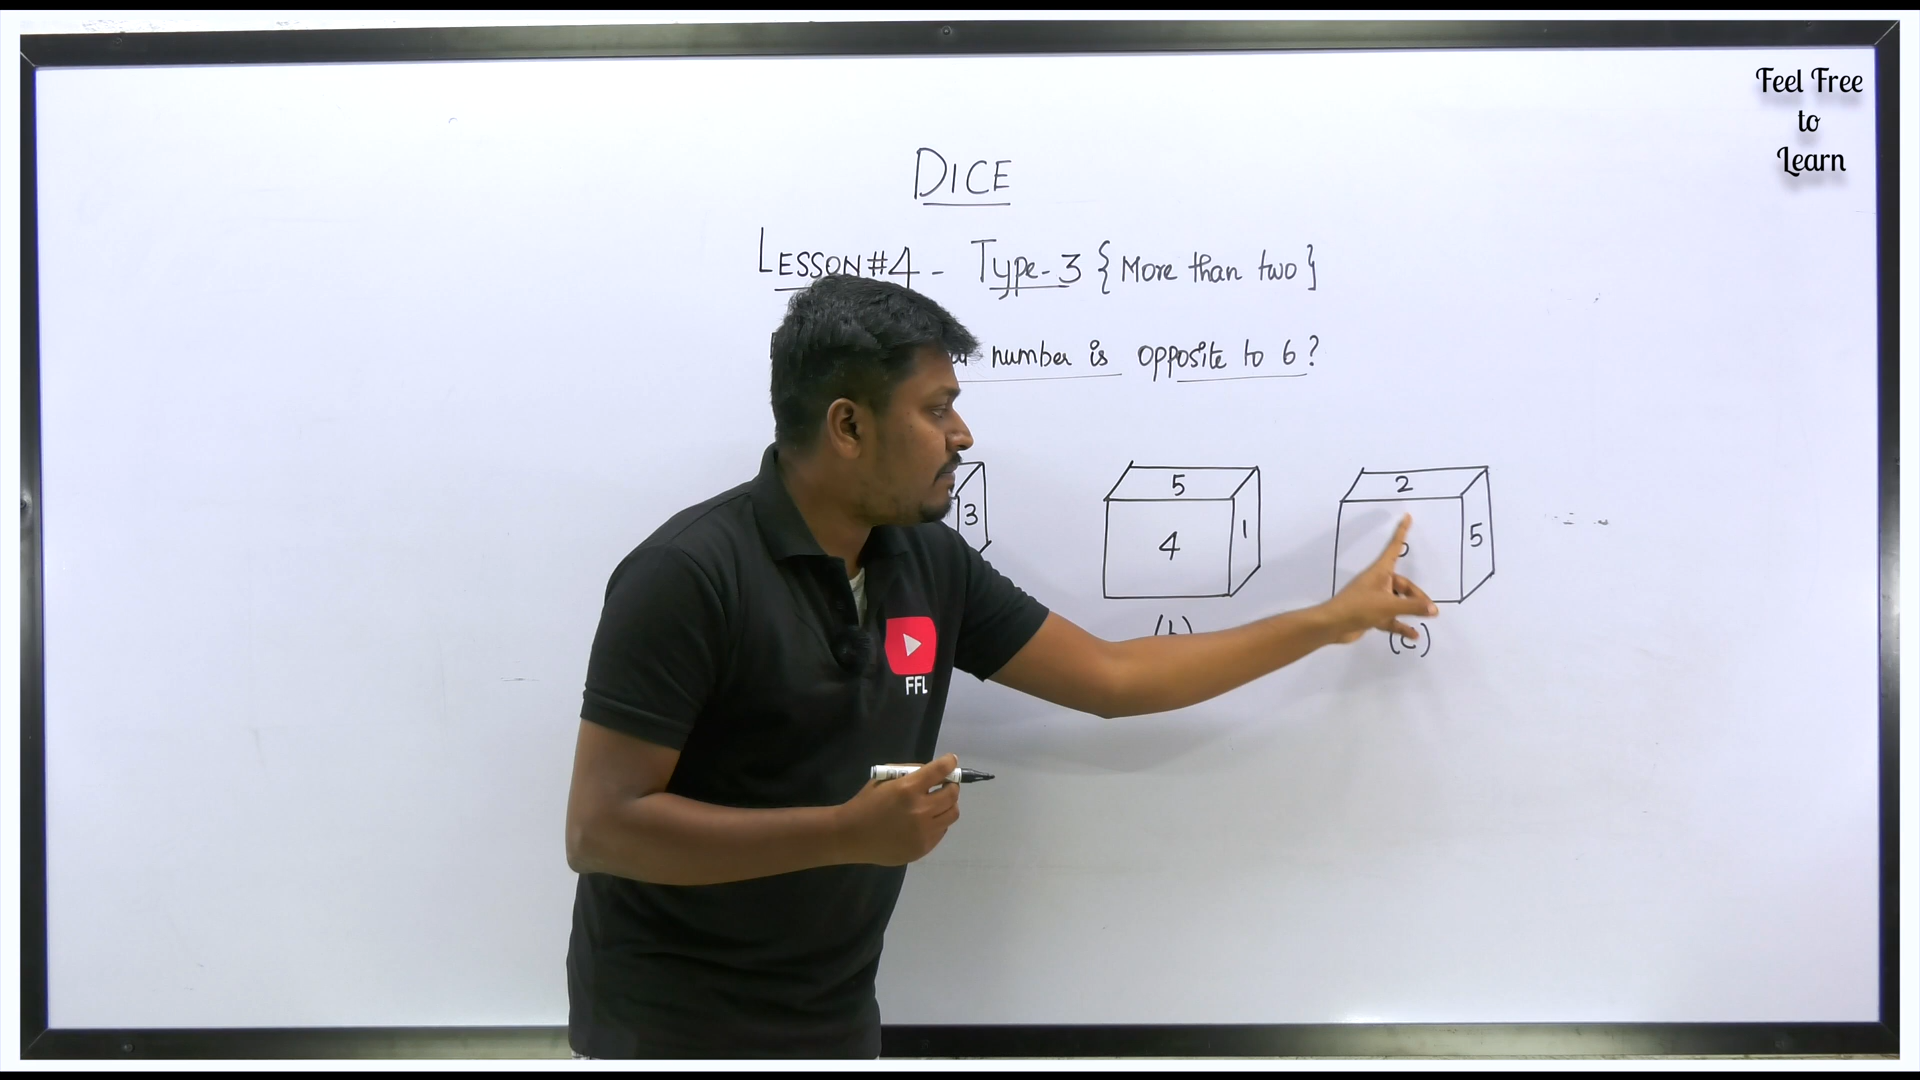 Feel Free
to
Learn
DICE
LESSON #4 - Type-3 {More than two}
number is opposite to 6?
3
5
4
1
2
5
(c)
FFL